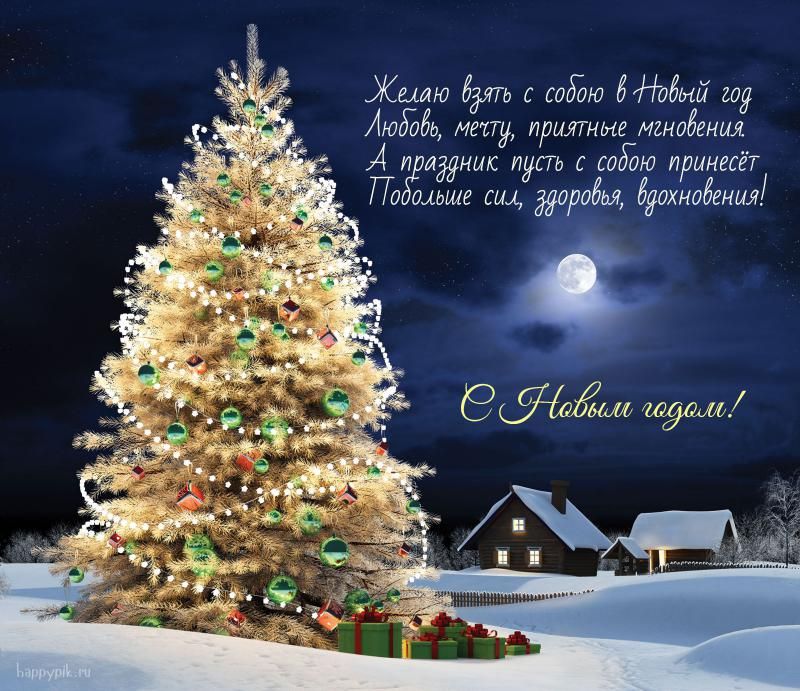 Желаю взять с собою в Новый год
Любовь, мечту, приятные мгновения.
А праздник пусть с собою принесёт
Побольше сил, здоровья, вдохновения!
С Новым годом!
happypik.ru